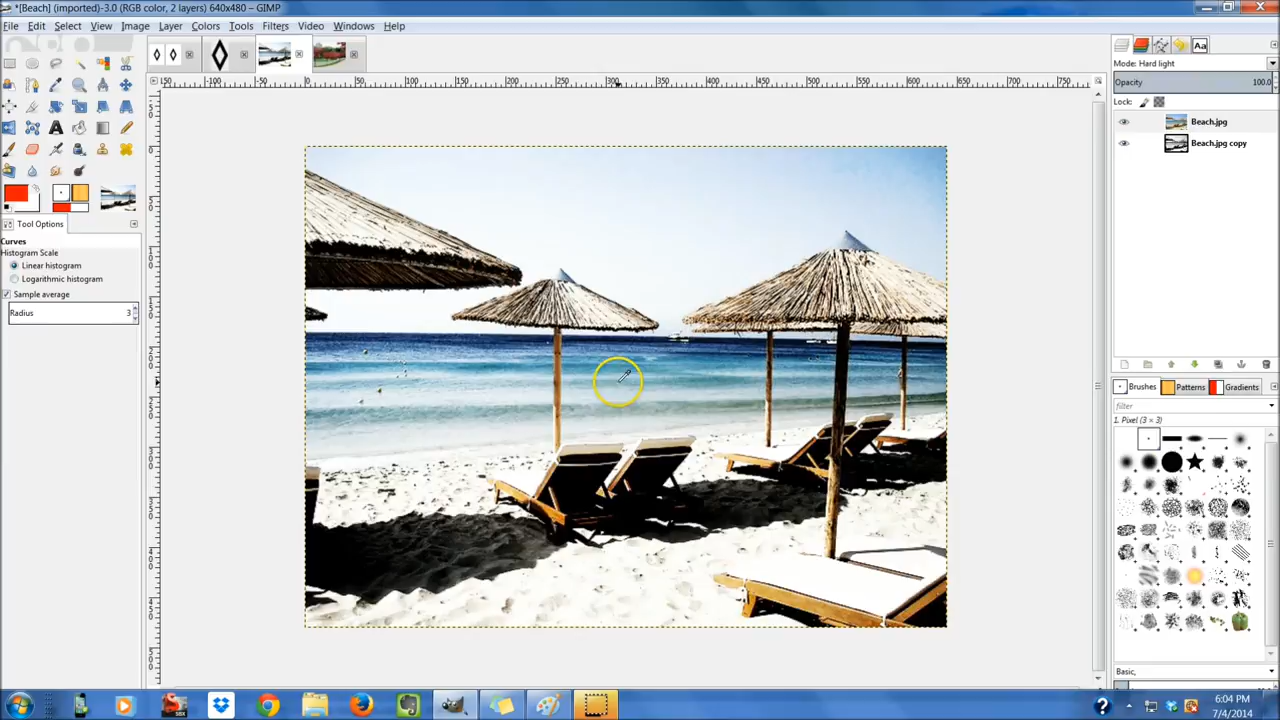 *[Beach] (imported)-3.0 (RGB color, 2 layers) 640x480 – GIMP
File Edit Select View Image Layer Colors Tools Filters Video Windows Help
Mode: Hard light
Opacity 100.0
Lock:
Beach.jpg
Beach.jpg copy
Tool Options
Curves
Histogram Scale
Linear histogram
Logarithmic histogram
Sample average
Radius 3
Brushes Patterns Gradients
filter
1. Pixel (3 × 3)
Basic,
6:04 PM
7/4/2014